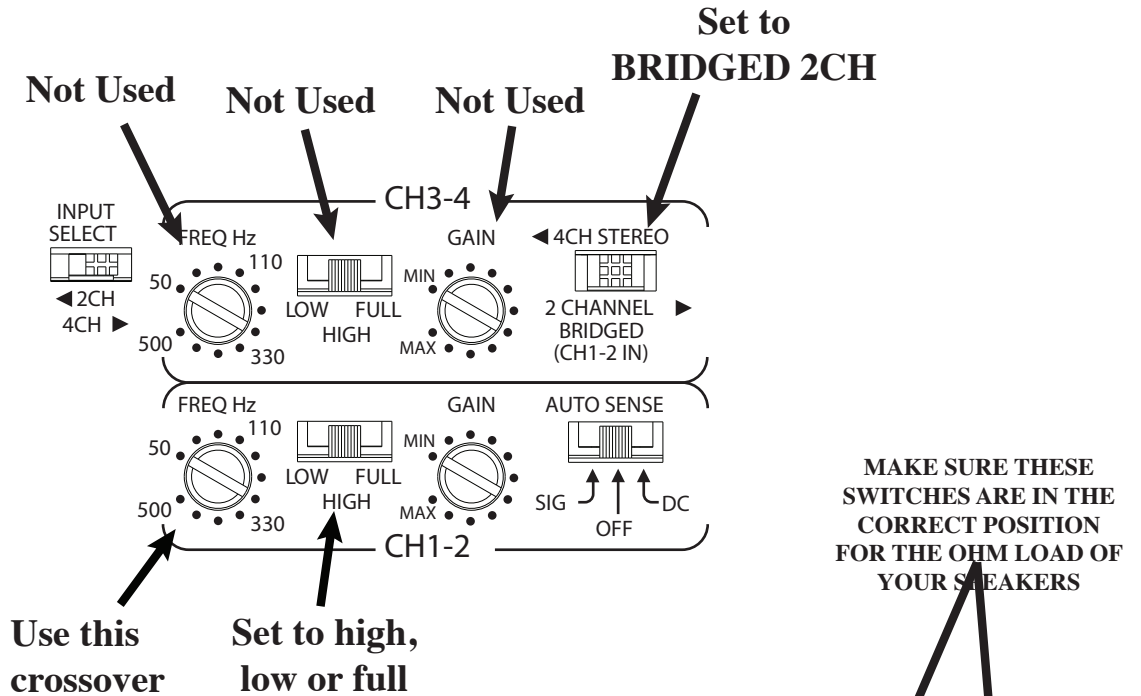 Set to
BRIDGED 2CH
Not Used
Not Used
Not Used
CH3-4
INPUT
SELECT
◄2CH
4CH ►
FREQ Hz
50
110
500
330
LOW FULL
HIGH
GAIN
MIN
MAX
◄4CH STEREO
2 CHANNEL ►
BRIDGED
(CH1-2 IN)
FREQ Hz
50
110
500
330
LOW FULL
HIGH
GAIN
MIN
MAX
AUTO SENSE
SIG
OFF
DC
CH1-2
Use this
crossover
Set to high,
low or full
MAKE SURE THESE
SWITCHES ARE IN THE
CORRECT POSITION
FOR THE OHM LOAD OF
YOUR SPEAKERS